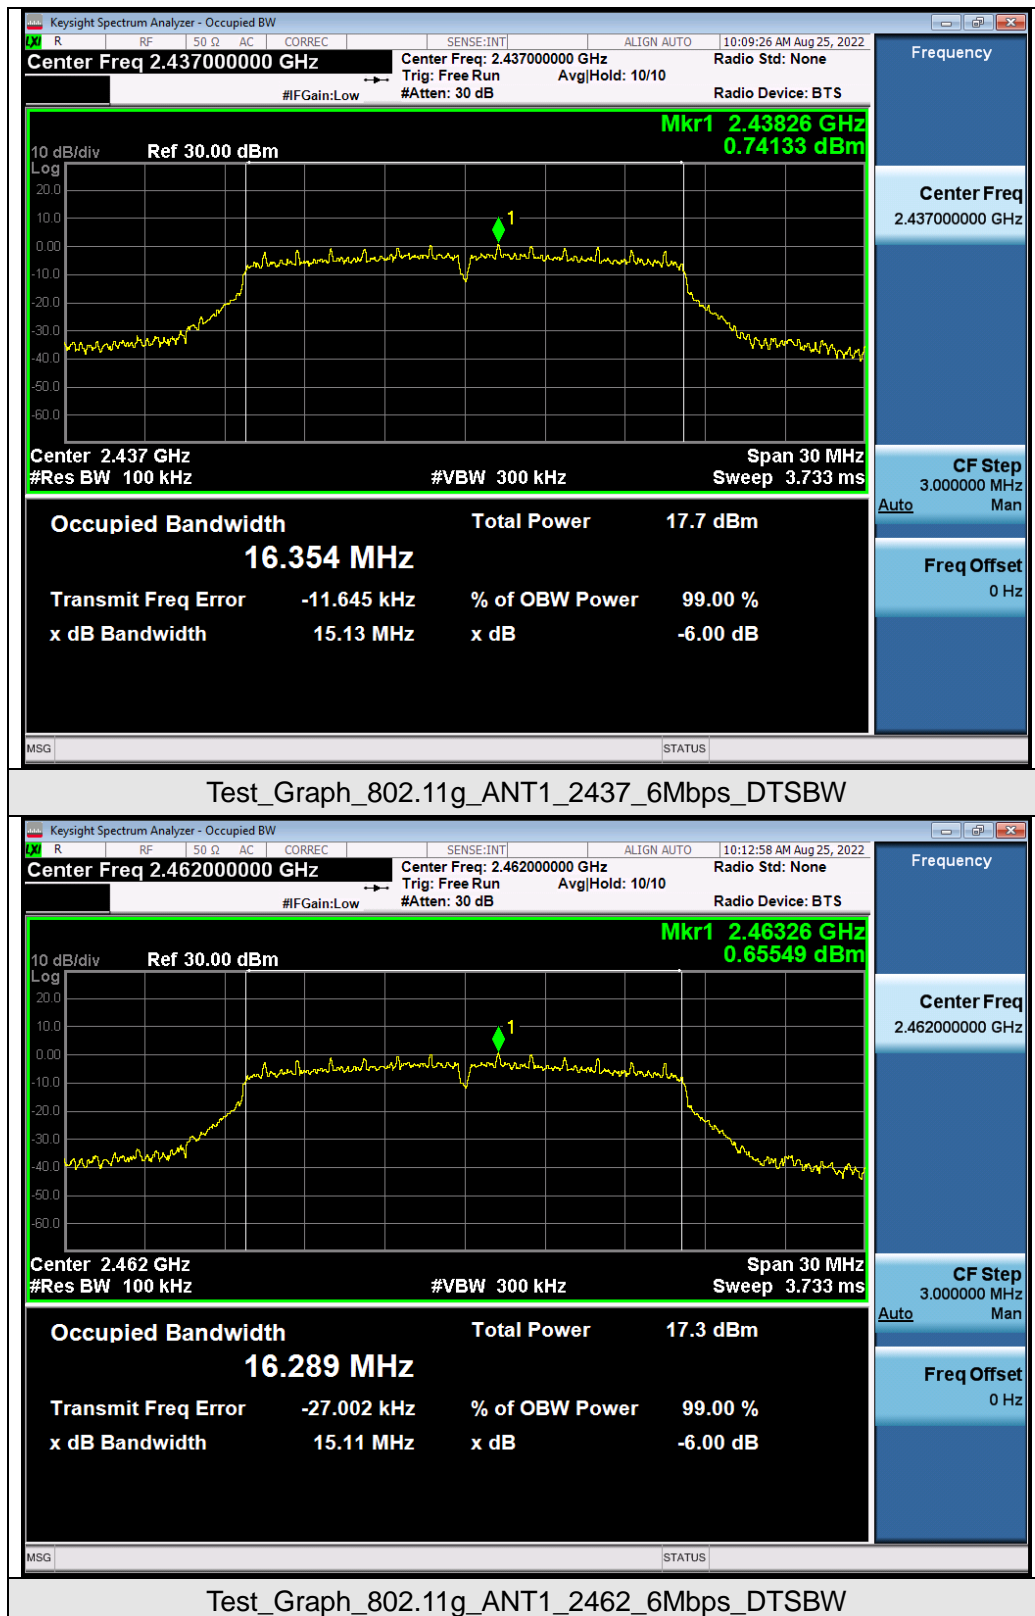 Keysight Spectrum Analyzer - Occupied BW
LXI R RF 50 Ω AC CORREC SENSE:INT ALIGN AUTO 10:09:26 AM Aug 25, 2022
Center Freq 2.437000000 GHz
Center Freq: 2.437000000 GHz
Radio Std: None
Trig: Free Run Avg|Hold: 10/10
#IFGain:Low
#Atten: 30 dB
Radio Device: BTS
Frequency
Mkr1 2.43826 GHz
0.74133 dBm
10 dB/div Ref 30.00 dBm
Log
20.0
10.0
0.00
-10.0
-20.0
-30.0
-40.0
-50.0
-60.0
1
Center 2.437 GHz Span 30 MHz
#Res BW 100 kHz #VBW 300 kHz Sweep 3.733 ms
Center Freq
2.437000000 GHz
CF Step
3.000000 MHz
Auto Man
Freq Offset
0 Hz
Occupied Bandwidth Total Power 17.7 dBm
16.354 MHz
Transmit Freq Error -11.645 kHz % of OBW Power 99.00 %
x dB Bandwidth 15.13 MHz x dB -6.00 dB
MSG STATUS
Test_Graph_802.11g_ANT1_2437_6Mbps_DTSBW
Keysight Spectrum Analyzer - Occupied BW
LXI R RF 50 Ω AC CORREC SENSE:INT ALIGN AUTO 10:12:58 AM Aug 25, 2022
Center Freq 2.462000000 GHz
Center Freq: 2.462000000 GHz
Radio Std: None
Trig: Free Run Avg|Hold: 10/10
#IFGain:Low
#Atten: 30 dB
Radio Device: BTS
Frequency
Mkr1 2.46326 GHz
0.65549 dBm
10 dB/div Ref 30.00 dBm
Log
20.0
10.0
0.00
-10.0
-20.0
-30.0
-40.0
-50.0
-60.0
1
Center 2.462 GHz Span 30 MHz
#Res BW 100 kHz #VBW 300 kHz Sweep 3.733 ms
Center Freq
2.462000000 GHz
CF Step
3.000000 MHz
Auto Man
Freq Offset
0 Hz
Occupied Bandwidth Total Power 17.3 dBm
16.289 MHz
Transmit Freq Error -27.002 kHz % of OBW Power 99.00 %
x dB Bandwidth 15.11 MHz x dB -6.00 dB
MSG STATUS
Test_Graph_802.11g_ANT1_2462_6Mbps_DTSBW